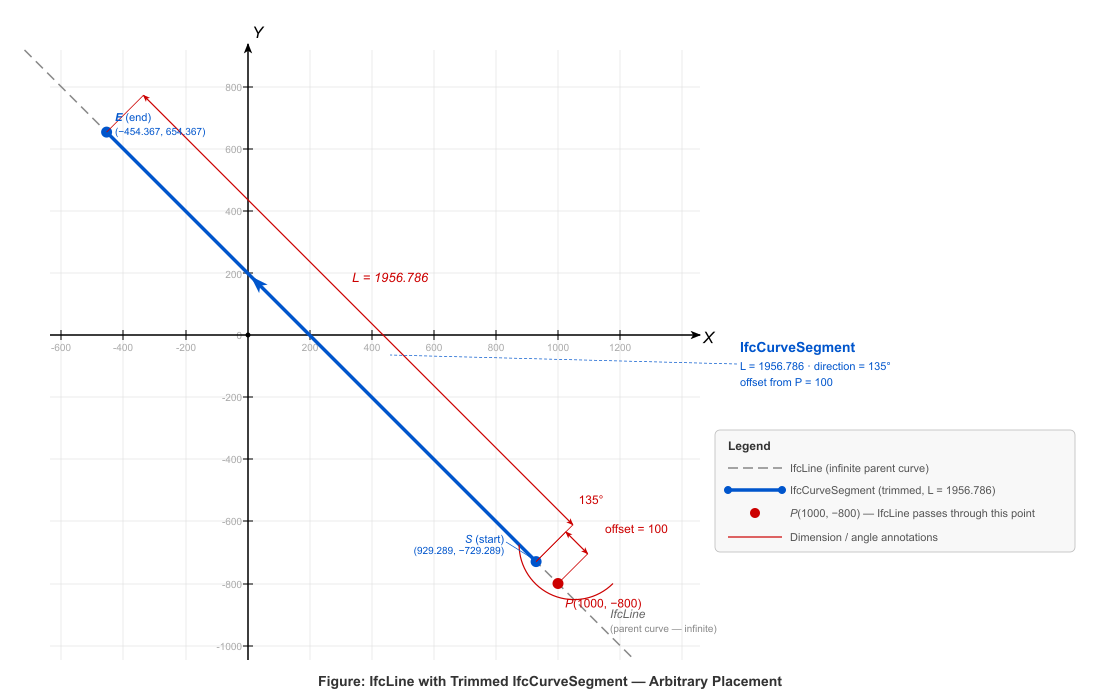 Y
800
E (end)
(−454.367, 654.367)
600
400
L = 1956.786
200
0
X
-600
-400
-200
200
400
600
800
1000
1200
IfcCurveSegment
L = 1956.786 · direction = 135°
offset from P = 100
-200
-400
Legend
IfcLine (infinite parent curve)
IfcCurveSegment (trimmed, L = 1956.786)
P(1000, −800) — IfcLine passes through this point
Dimension / angle annotations
135°
-600
offset = 100
S (start)
(929.289, −729.289)
-800
P(1000, −800)
IfcLine
(parent curve — infinite)
-1000
Figure: IfcLine with Trimmed IfcCurveSegment — Arbitrary Placement